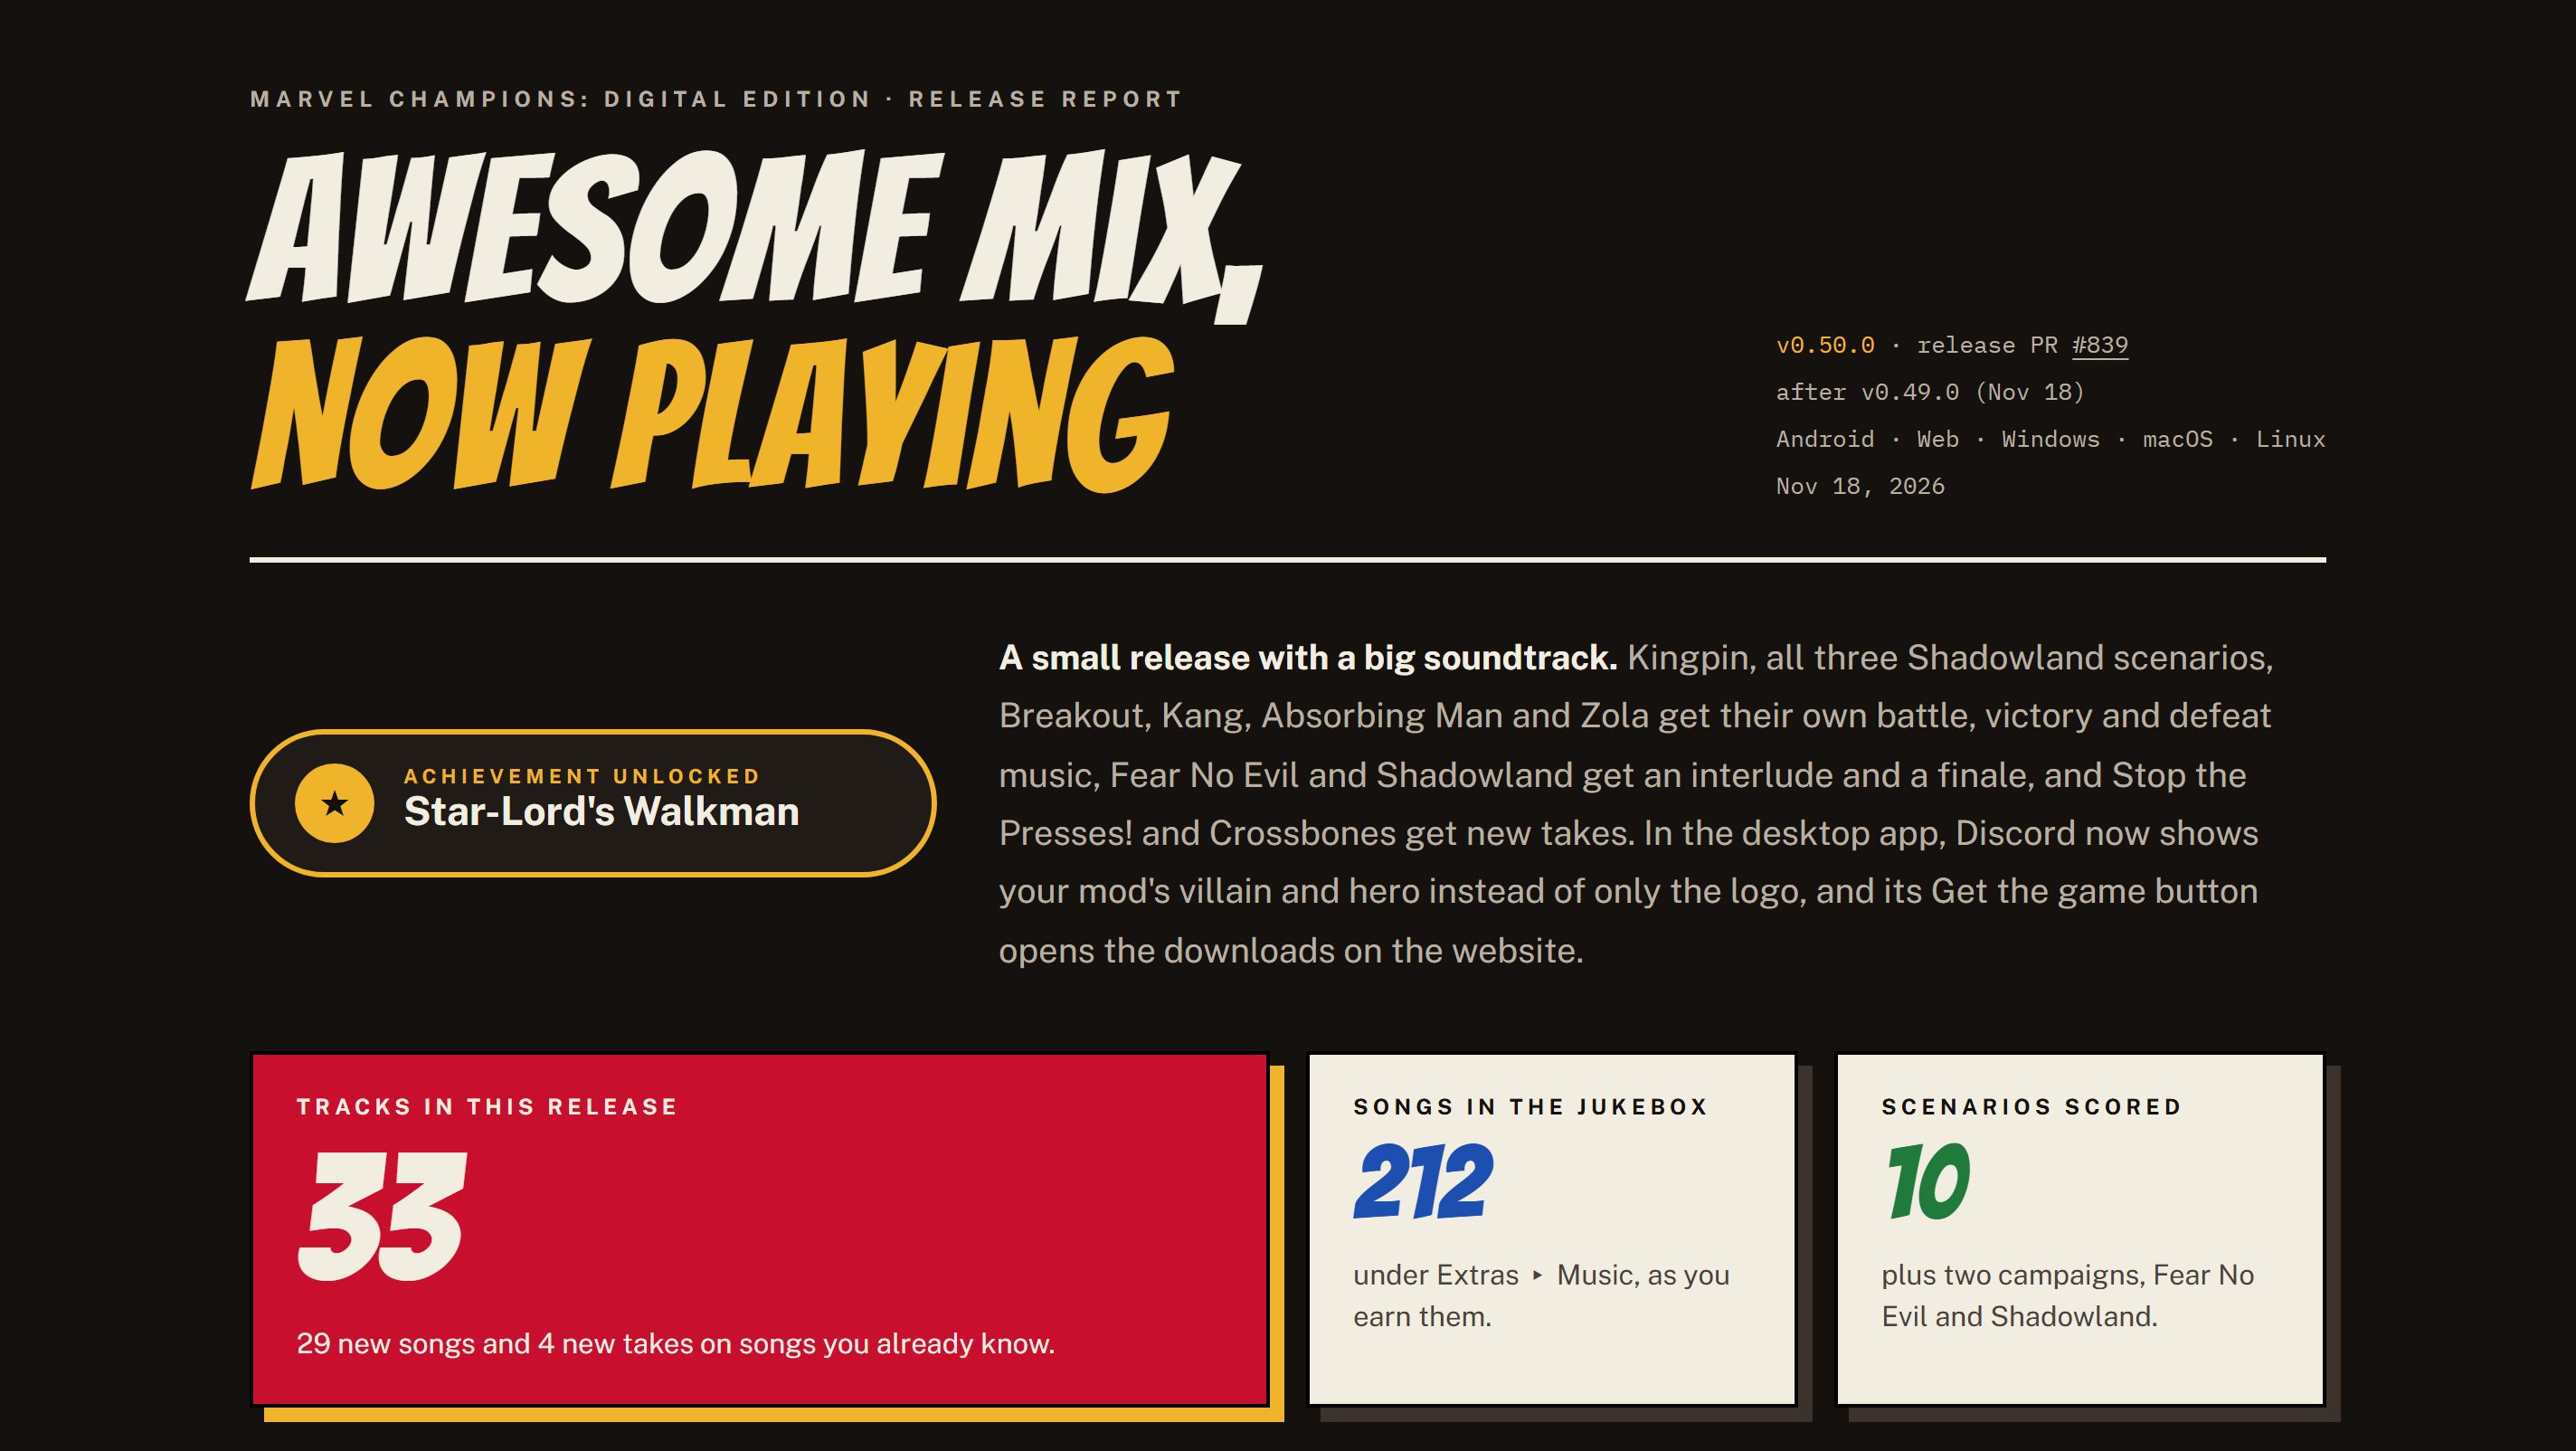 MARVEL CHAMPIONS: DIGITAL EDITION · RELEASE REPORT
AWESOME MIX,
NOW PLAYING
v0.50.0 · release PR #839
after v0.49.0 (Nov 18)
Android · Web · Windows · macOS · Linux
Nov 18, 2026
ACHIEVEMENT UNLOCKED
Star-Lord's Walkman
A small release with a big soundtrack. Kingpin, all three Shadowland scenarios,
Breakout, Kang, Absorbing Man and Zola get their own battle, victory and defeat
music, Fear No Evil and Shadowland get an interlude and a finale, and Stop the
Presses! and Crossbones get new takes. In the desktop app, Discord now shows
your mod's villain and hero instead of only the logo, and its Get the game button
opens the downloads on the website.
TRACKS IN THIS RELEASE
33
29 new songs and 4 new takes on songs you already know.
SONGS IN THE JUKEBOX
212
under Extras ‣ Music, as you
earn them.
SCENARIOS SCORED
10
plus two campaigns, Fear No
Evil and Shadowland.